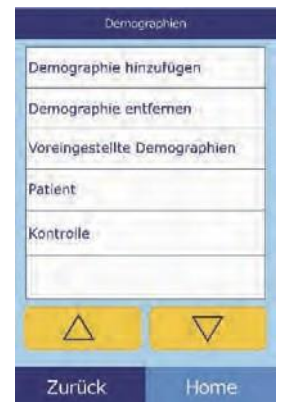 Demographien
Demographie hinzufügen
Demographie entfernen
Voreingestellte Demographien
Patient
Kontrolle
Zurück Home